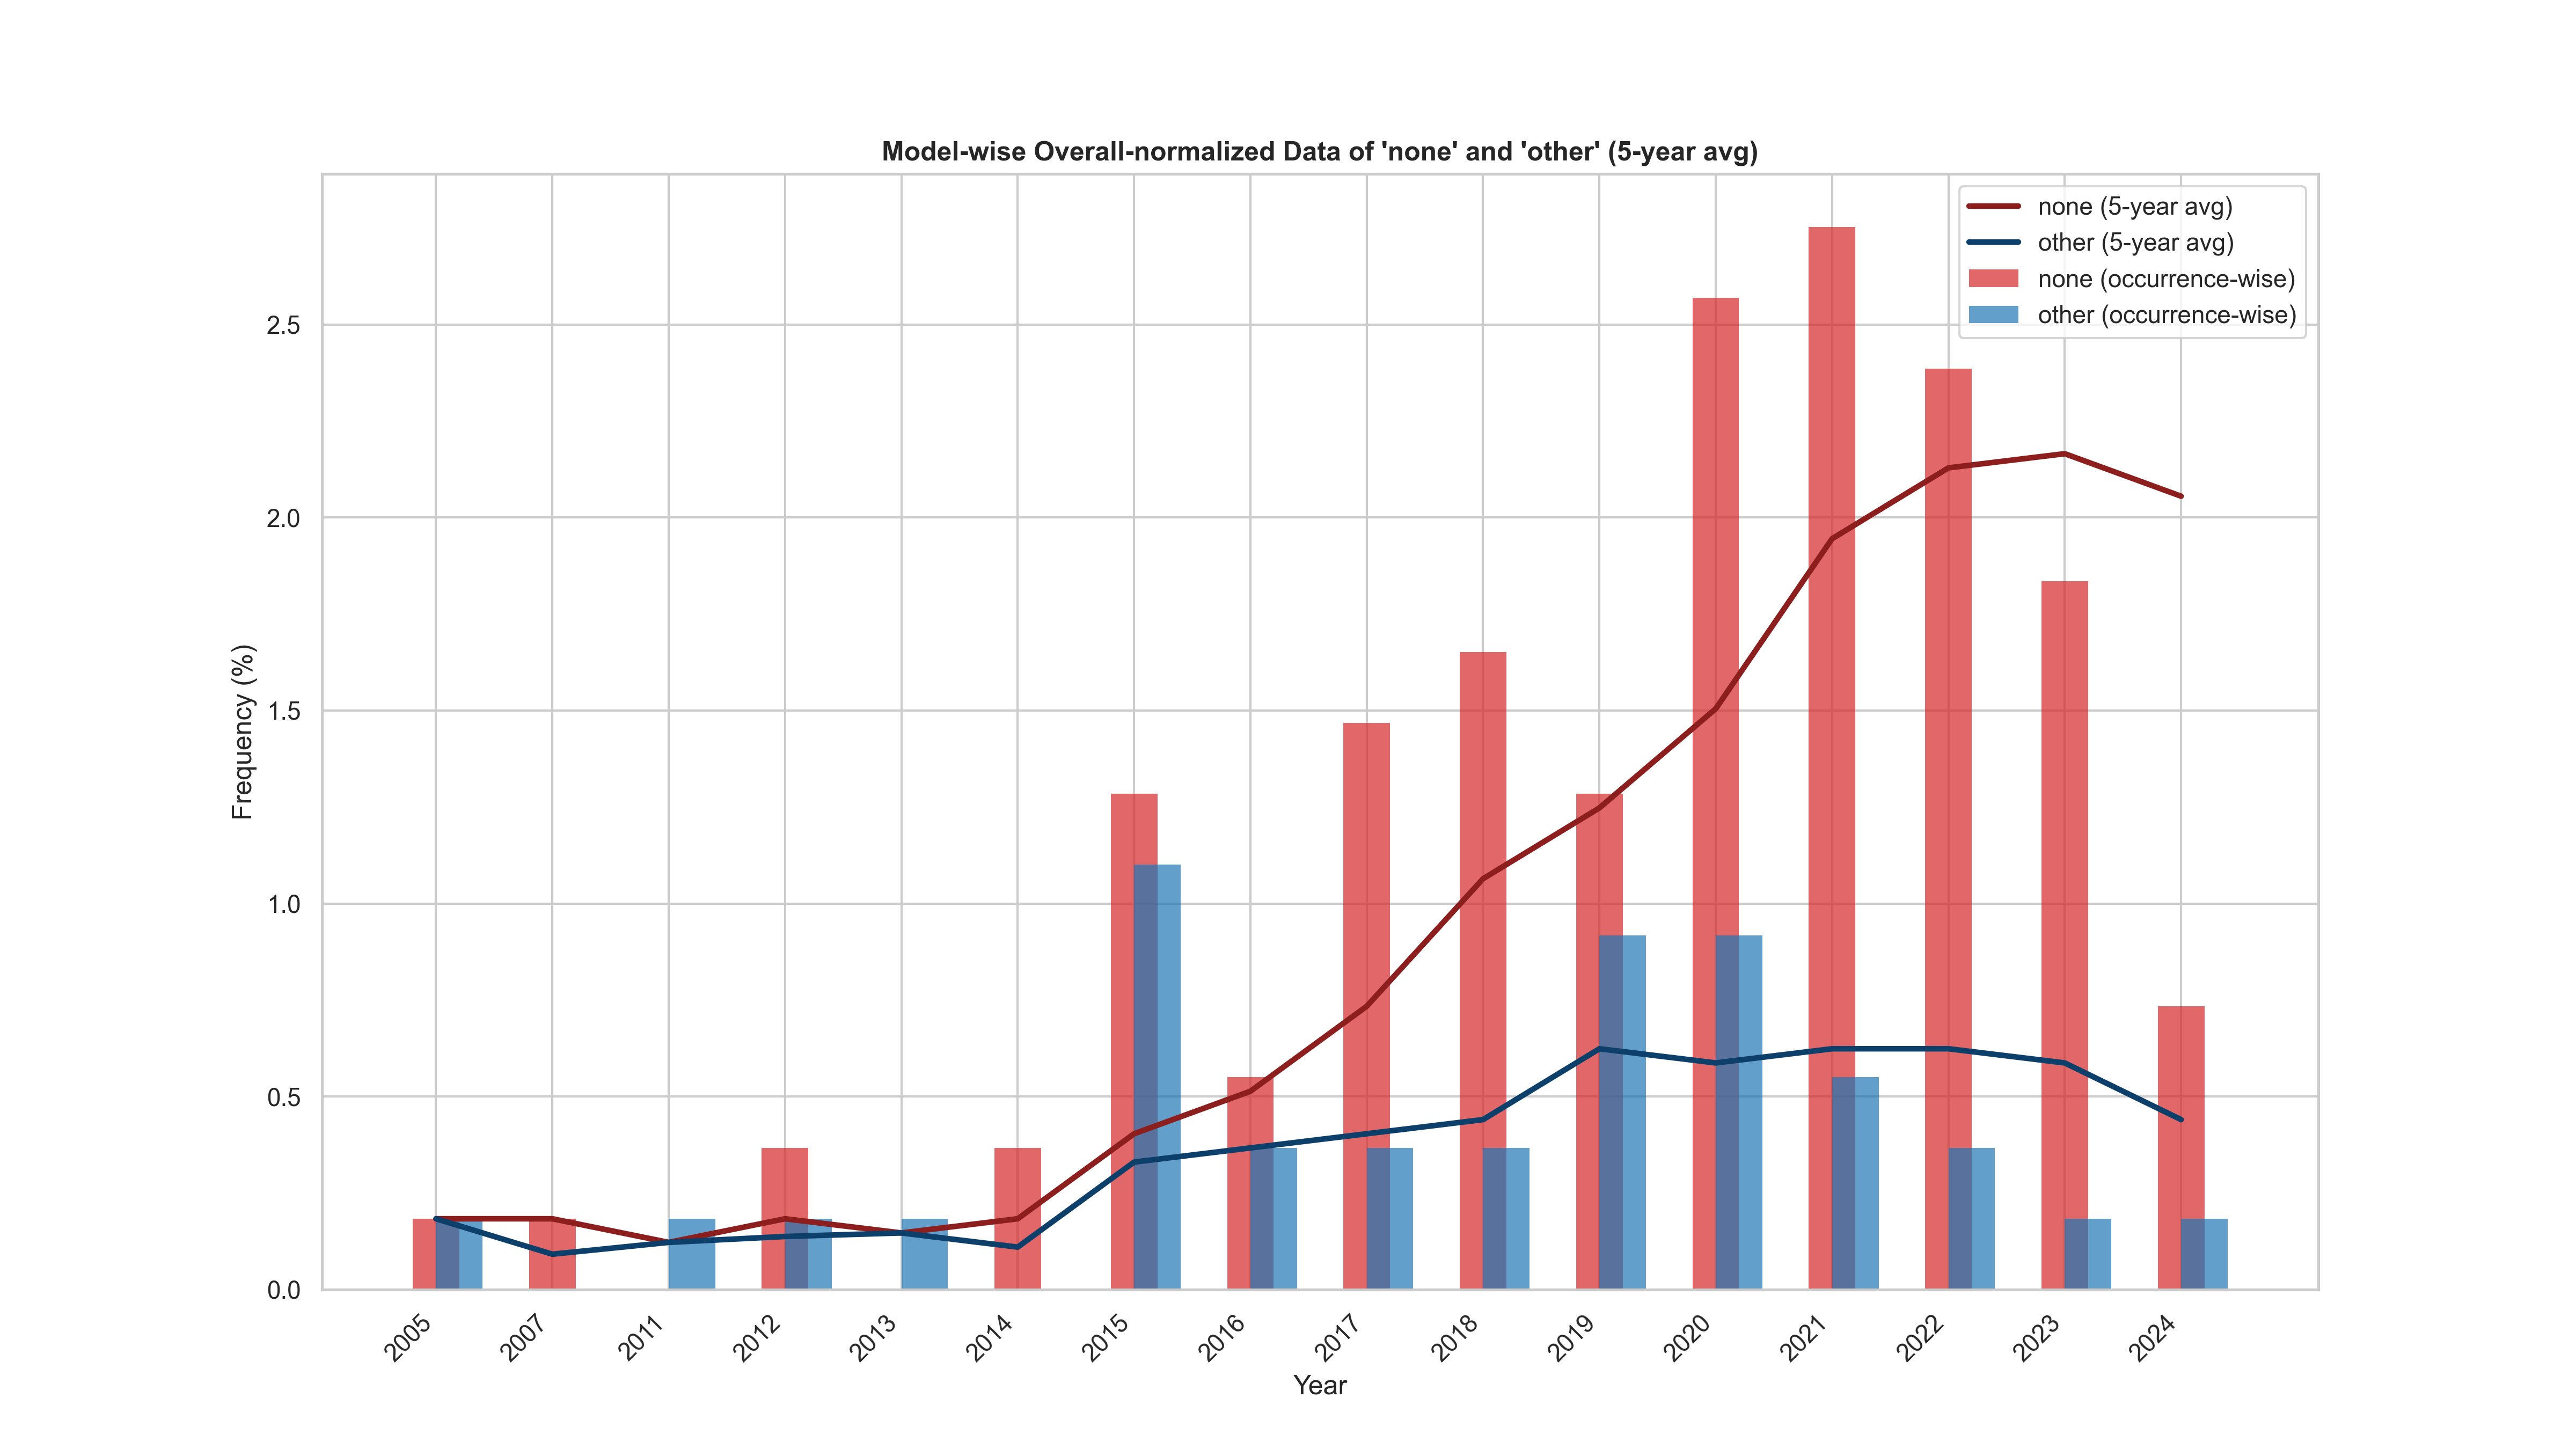 Model-wise Overall-normalized Data of 'none' and 'other' (5-year avg)
none (5-year avg)
other (5-year avg)
none (occurrence-wise)
other (occurrence-wise)
Frequency (%)
2.5
2.0
1.5
1.0
0.5
0.0
2005 2007 2011 2012 2013 2014 2015 2016 2017 2018 2019 2020 2021 2022 2023 2024
Year